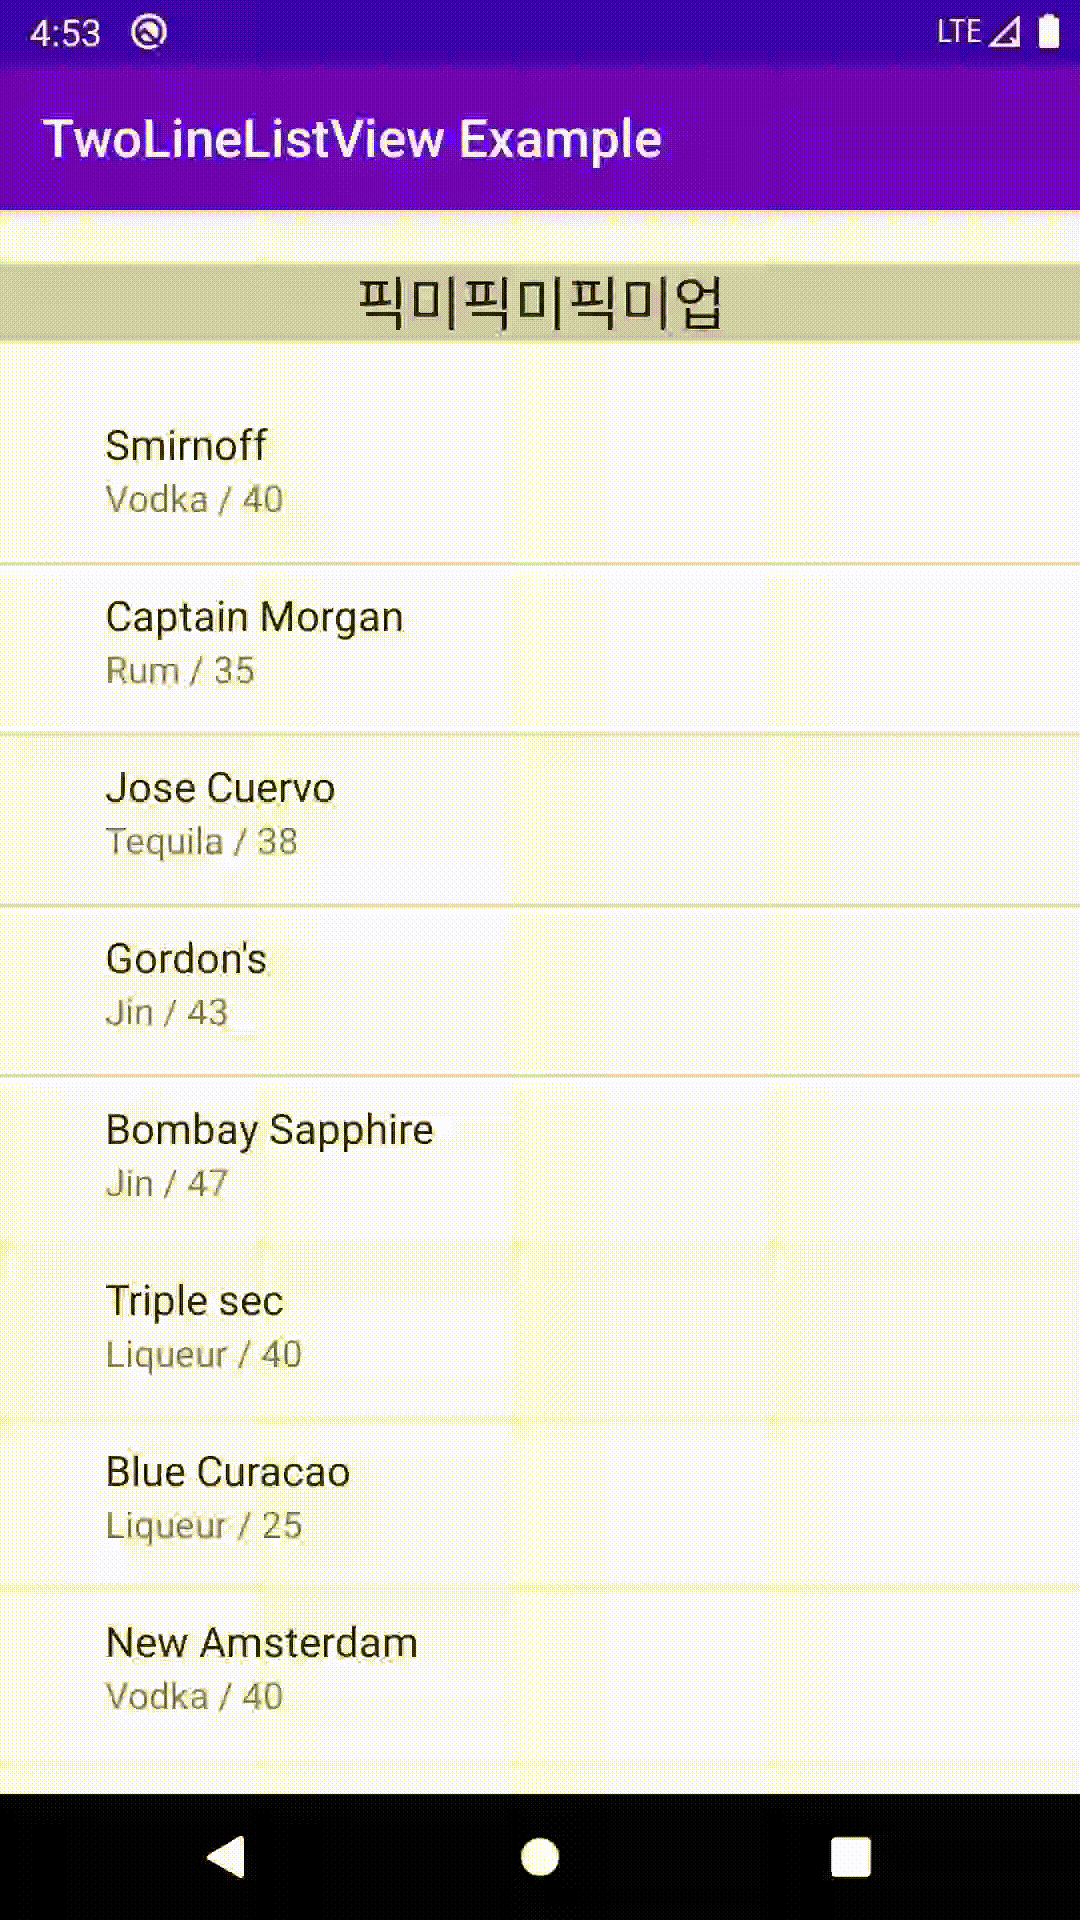 4:53 LTE
TwoLineListView Example
픽미픽미픽미업
Smirnoff
Vodka / 40
Captain Morgan
Rum / 35
Jose Cuervo
Tequila / 38
Gordon's
Jin / 43
Bombay Sapphire
Jin / 47
Triple sec
Liqueur / 40
Blue Curacao
Liqueur / 25
New Amsterdam
Vodka / 40